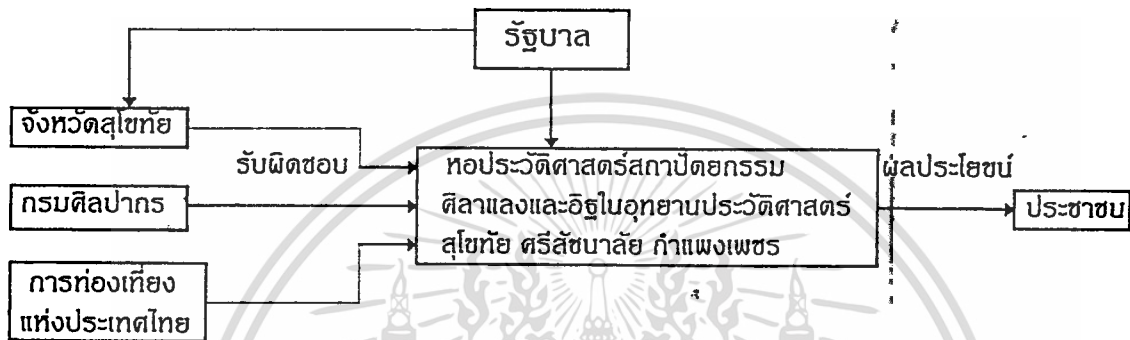 รัฐบาล
จังหวัดสุโขทัย
รับผิดชอบ
หอประวัติศาสตร์สถาปัตยกรรม
ผลประโยชน์
กรมศิลปากร
ศิลาแลงและอิฐในอุทยานประวัติศาสตร์
ประชาชน
สุโขทัย ศรีสัชนาลัย กำแพงเพชร
การท่องเที่ยง
แห่งประเทศไทย